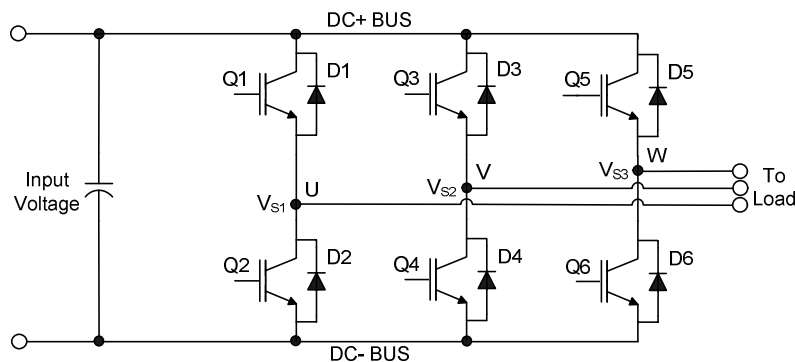 DC+ BUS
Q1
D1
Q3
D3
Q5
D5
Input
Voltage
VS1
U
VS2
V
VS3
W
To
Load
Q2
D2
Q4
D4
Q6
D6
DC- BUS